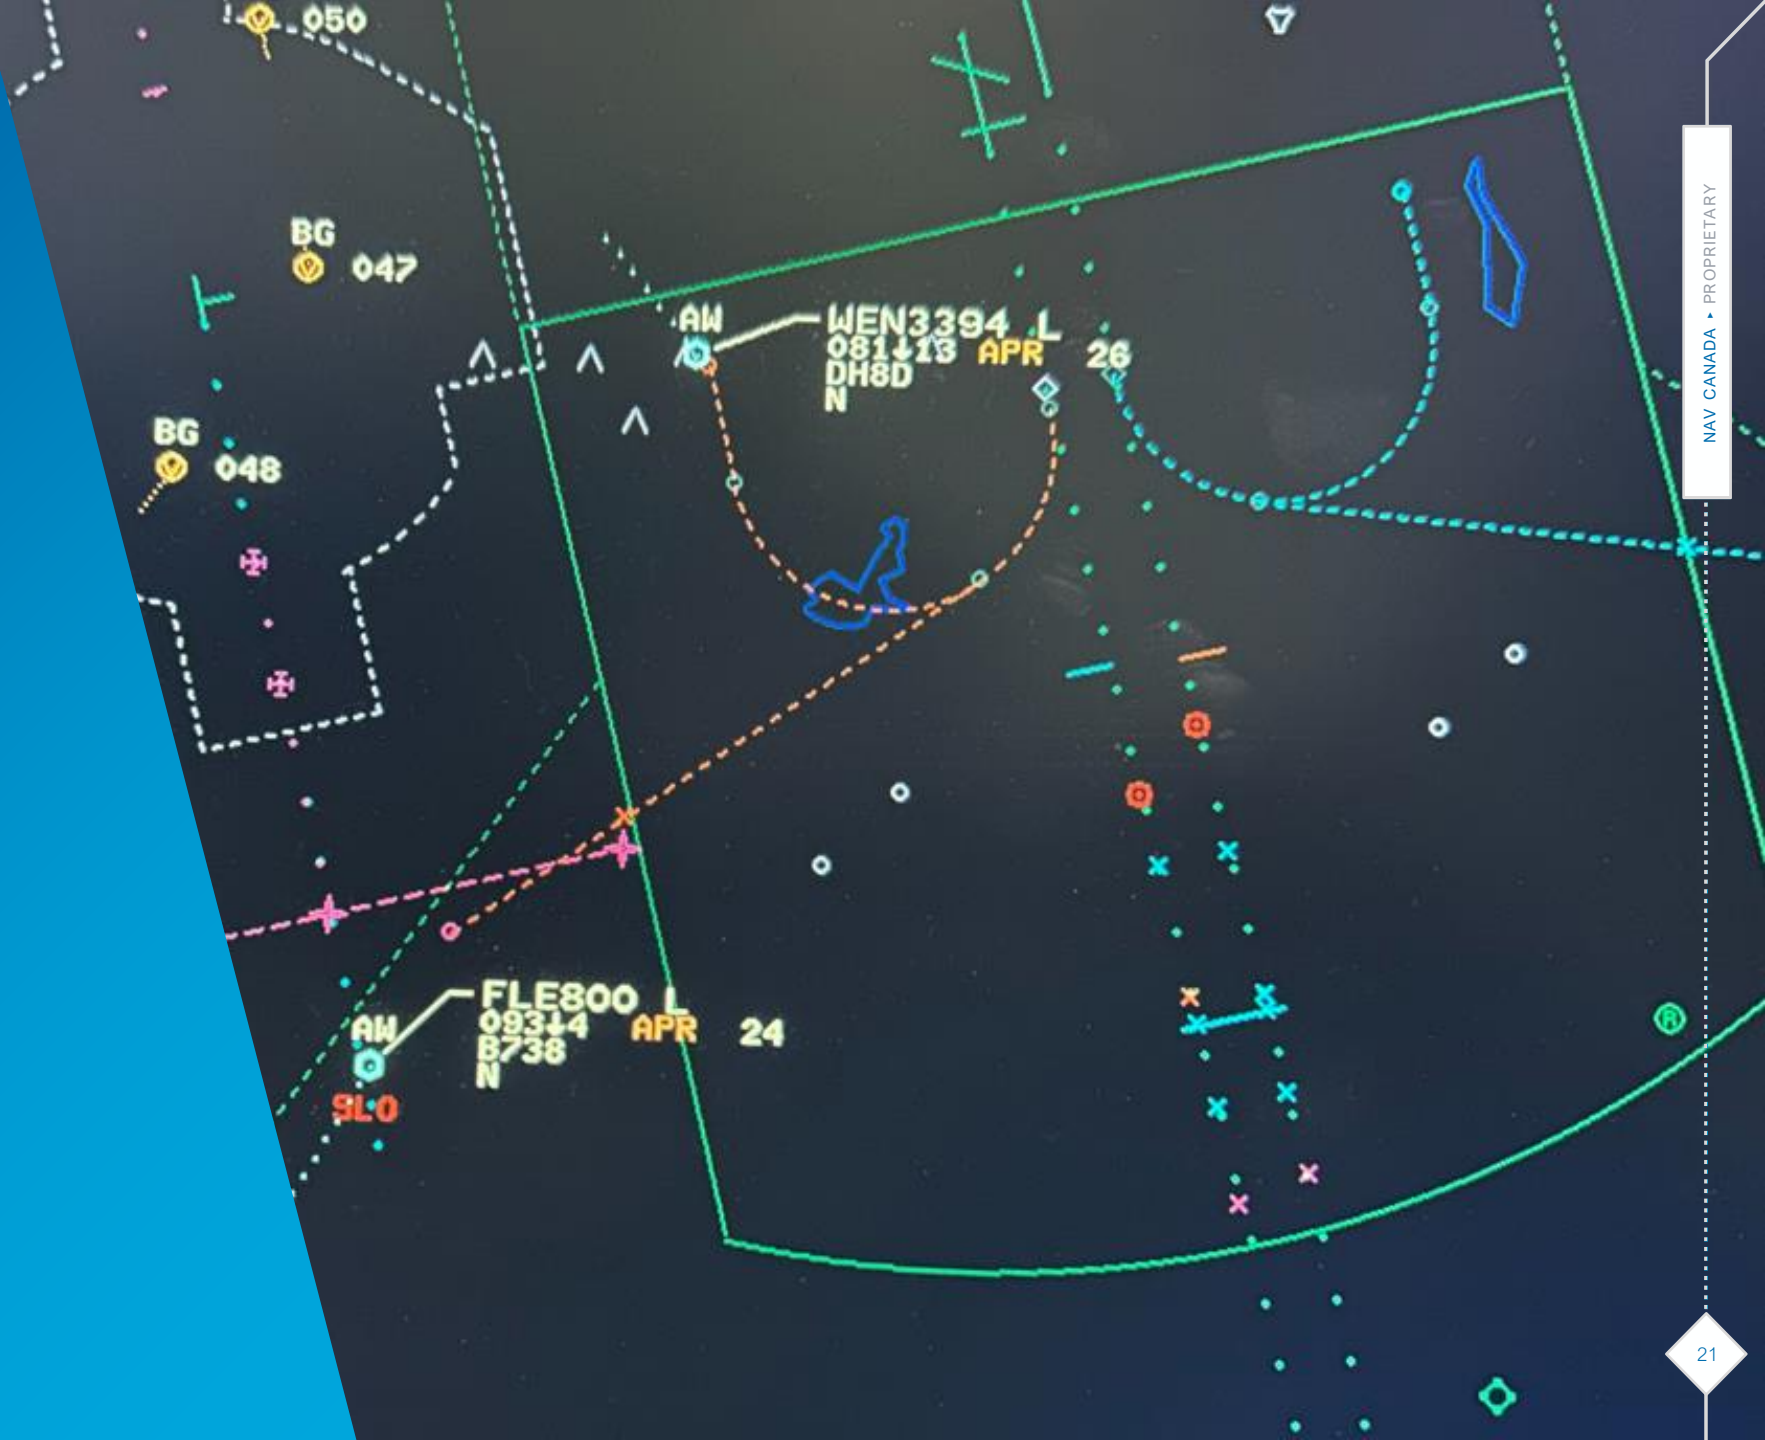 050
BG
047
AW
WEN3394 L
081↓13 APR 26
DH8D
N
BG
048
FLE800 L
AW
093↓4 APR 24
B738
N
SLO
R
NAV CANADA ▸ PROPRIETARY
21